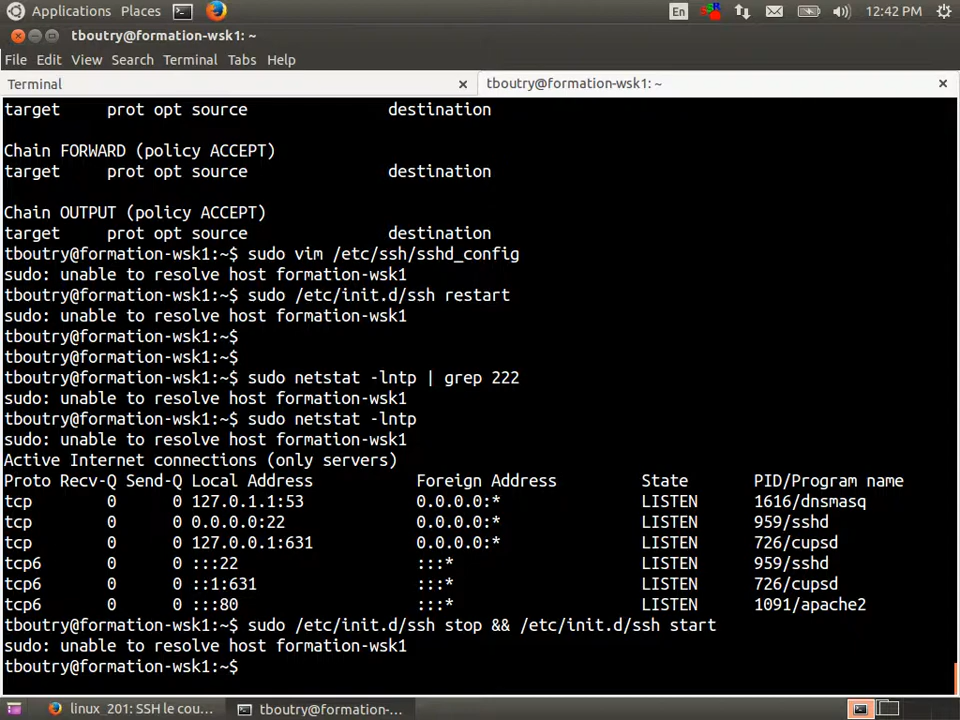 Applications Places En 12:42 PM
tboutry@formation-wsk1: ~
File Edit View Search Terminal Tabs Help
Terminal × tboutry@formation-wsk1: ~ ×
target prot opt source destination
Chain FORWARD (policy ACCEPT)
target prot opt source destination
Chain OUTPUT (policy ACCEPT)
target prot opt source destination
tboutry@formation-wsk1:~$ sudo vim /etc/ssh/sshd_config
sudo: unable to resolve host formation-wsk1
tboutry@formation-wsk1:~$ sudo /etc/init.d/ssh restart
sudo: unable to resolve host formation-wsk1
tboutry@formation-wsk1:~$
tboutry@formation-wsk1:~$
tboutry@formation-wsk1:~$ sudo netstat -lntp | grep 222
sudo: unable to resolve host formation-wsk1
tboutry@formation-wsk1:~$ sudo netstat -lntp
sudo: unable to resolve host formation-wsk1
Active Internet connections (only servers)
Proto Recv-Q Send-Q Local Address Foreign Address State PID/Program name
tcp 0 0 127.0.1.1:53 0.0.0.0:* LISTEN 1616/dnsmasq
tcp 0 0 0.0.0.0:22 0.0.0.0:* LISTEN 959/sshd
tcp 0 0 127.0.0.1:631 0.0.0.0:* LISTEN 726/cupsd
tcp6 0 0 :::22 :::* LISTEN 959/sshd
tcp6 0 0 ::1:631 :::* LISTEN 726/cupsd
tcp6 0 0 :::80 :::* LISTEN 1091/apache2
tboutry@formation-wsk1:~$ sudo /etc/init.d/ssh stop && /etc/init.d/ssh start
sudo: unable to resolve host formation-wsk1
tboutry@formation-wsk1:~$
linux_201: SSH le cou... tboutry@formation-...